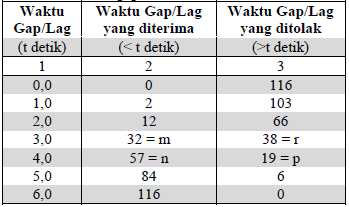 Waktu Gap/Lag (t detik) | Waktu Gap/Lag yang diterima (< t detik) | Waktu Gap/Lag yang ditolak (>t detik)
1 | 2 | 3
0,0 | 0 | 116
1,0 | 2 | 103
2,0 | 12 | 66
3,0 | 32 = m | 38 = r
4,0 | 57 = n | 19 = p
5,0 | 84 | 6
6,0 | 116 | 0